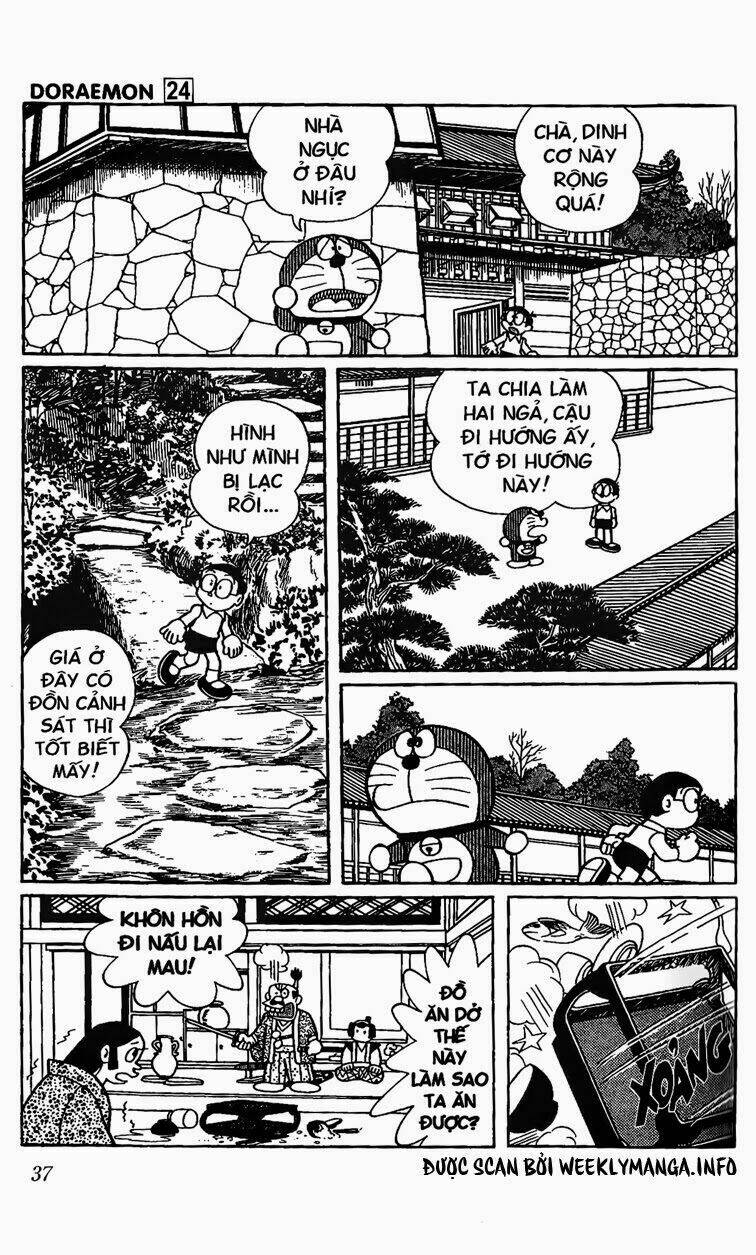 DORAEMON 24
CHÀ, DINH
CƠ NÀY
RỘNG
QUÁ!
NHÀ
NGỤC
Ở ĐÂU
NHỈ?
TA CHIA LÀM
HAI NGẢ, CẬU
ĐI HƯỚNG ẤY,
TỚ ĐI HƯỚNG
NÀY!
HÌNH
NHƯ MÌNH
BỊ LẠC
RỒI...
GIÁ Ở
ĐÂY CÓ
ĐỒN CẢNH
SÁT THÌ
TỐT BIẾT
MẤY!
XOẢNG
ĐỒ
ĂN DỞ
THẾ
NÀY
LÀM SAO
TA ĂN
ĐƯỢC?
KHÔN HỒN
ĐI NẤU LẠI
MAU!
37
ĐƯỢC SCAN BỞI WEEKLYMANGA.INFO